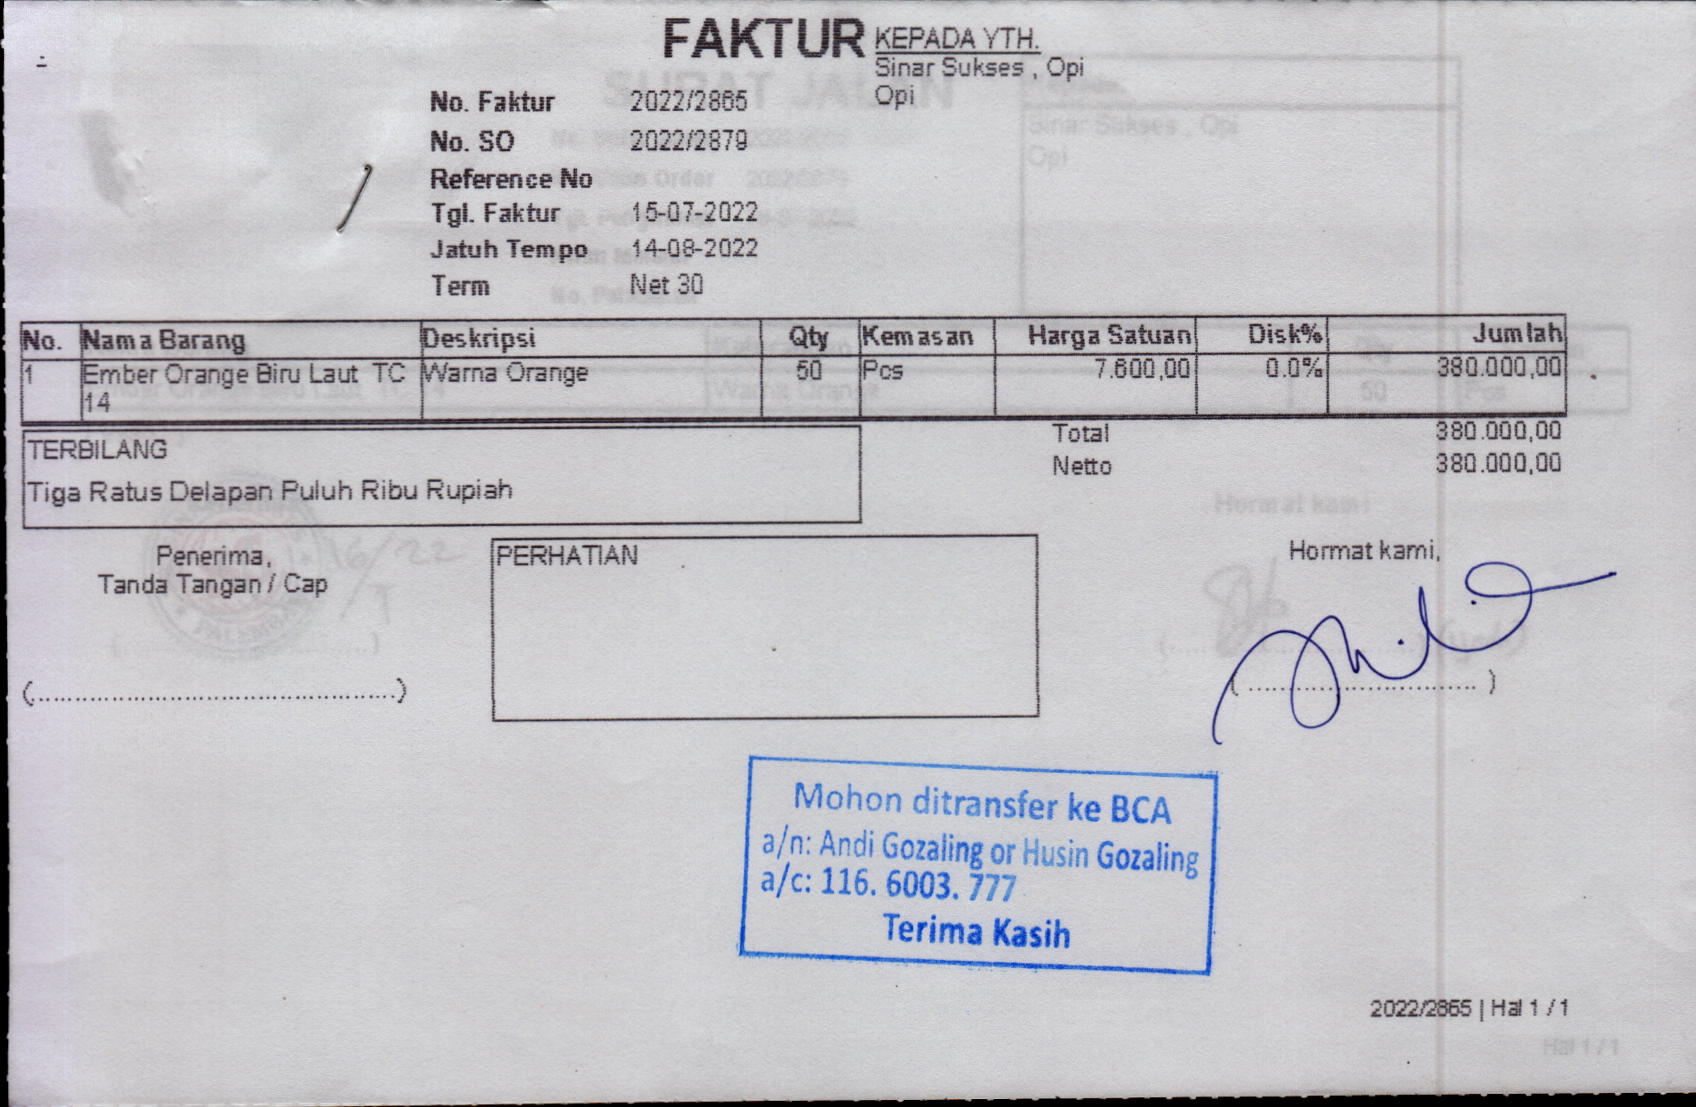 FAKTUR
KEPADA YTH.
Sinar Sukses , Opi
Opi
No. Faktur 2022/2865
No. SO 2022/2879
Reference No
Tgl. Faktur 15-07-2022
Jatuh Tempo 14-08-2022
Term Net 30
No. Nama Barang Deskripsi Qty Kemasan Harga Satuan Disk% Jumlah
1 Ember Orange Biru Laut TC Warna Orange 50 Pcs 7.600,00 0.0% 380.000,00
14
Total 380.000,00
Netto 380.000,00
TERBILANG
Tiga Ratus Delapan Puluh Ribu Rupiah
Penerima,
Tanda Tangan / Cap
(..........................................)
PERHATIAN
Hormat kami,
(.............................)
Mohon ditransfer ke BCA
a/n: Andi Gozaling or Husin Gozaling
a/c: 116. 6003. 777
Terima Kasih
2022/2865 | Hal 1 / 1